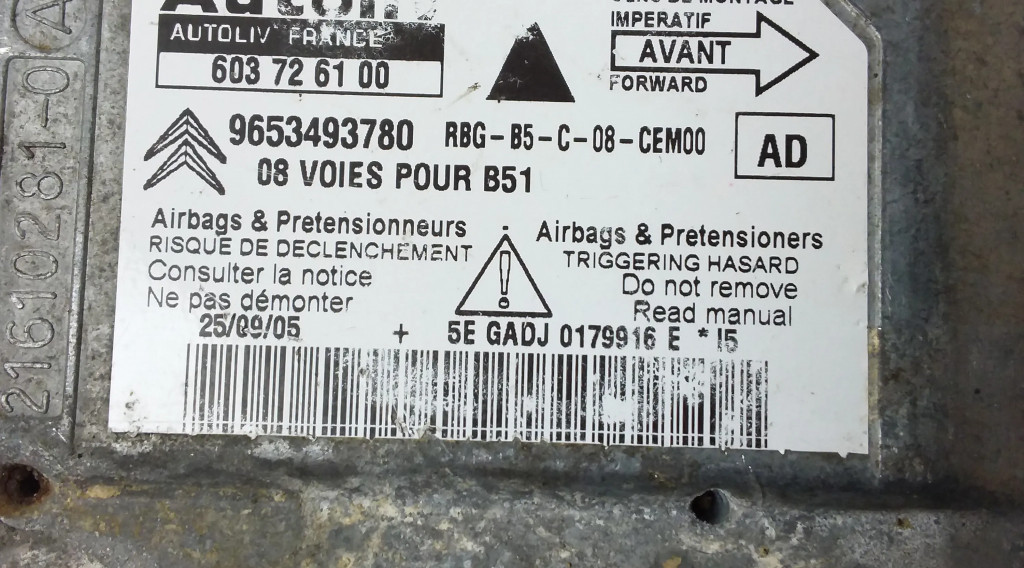 AUTOLIV FRANCE
603 72 61 00
DE MONTAGE
IMPERATIF
AVANT
FORWARD
9653493780 RBG-B5-C-08-CEM00
AD
08 VOIES POUR B51
Airbags & Pretensionneurs
RISQUE DE DECLENCHEMENT
Consulter la notice
Ne pas démonter
Airbags & Pretensioners
TRIGGERING HASARD
Do not remove
Read manual
25/09/05 + 5E GADJ 0179916 E * I5
21610281-0 A